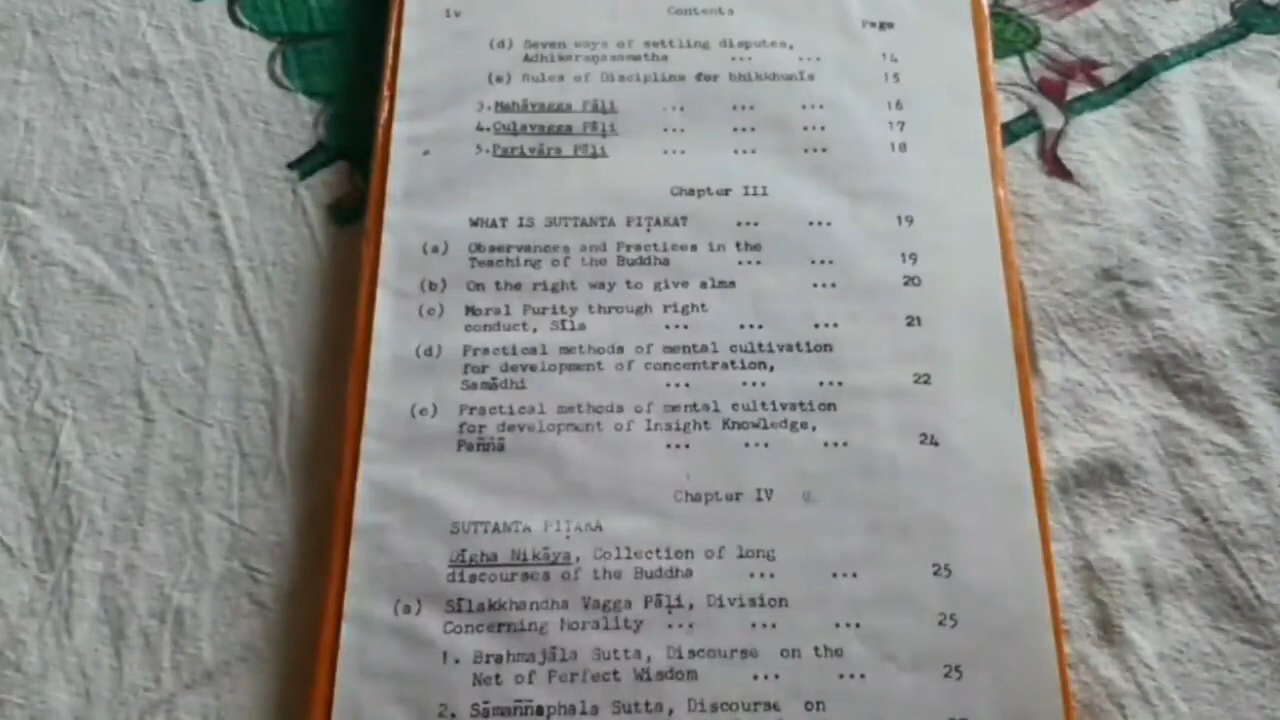 iv Contents
Page
(d) Seven ways of settling disputes,
Adhikaraṇasamatha ... ... 14
(e) Rules of Discipline for bhikkhunīs 15
3.Mahāvagga Pāḷi ... ... ... 16
4.Cuḷavagga Pāḷi ... ... ... 17
5.Parivāra Pāḷi ... ... ... 18
Chapter III
WHAT IS SUTTANTA PIṬAKAT ... ... 19
(a) Observances and Practices in the
Teaching of the Buddha ... ... 19
(b) On the right way to give alms ... 20
(c) Moral Purity through right
conduct, Sīla ... ... ... 21
(d) Practical methods of mental cultivation
for development of concentration,
Samādhi ... ... ... 22
(e) Practical methods of mental cultivation
for development of Insight Knowledge,
Paññā ... ... ... 24
Chapter IV
SUTTANTA PIṬAKA
Dīgha Nikāya, Collection of long
discourses of the Buddha ... ... 25
(a) Sīlakkhandha Vagga Pāḷi, Division
Concerning Morality ... ... ... 25
1. Brahmajāla Sutta, Discourse on the
Net of Perfect Wisdom ... ... 25
2. Sāmaññaphala Sutta, Discourse on